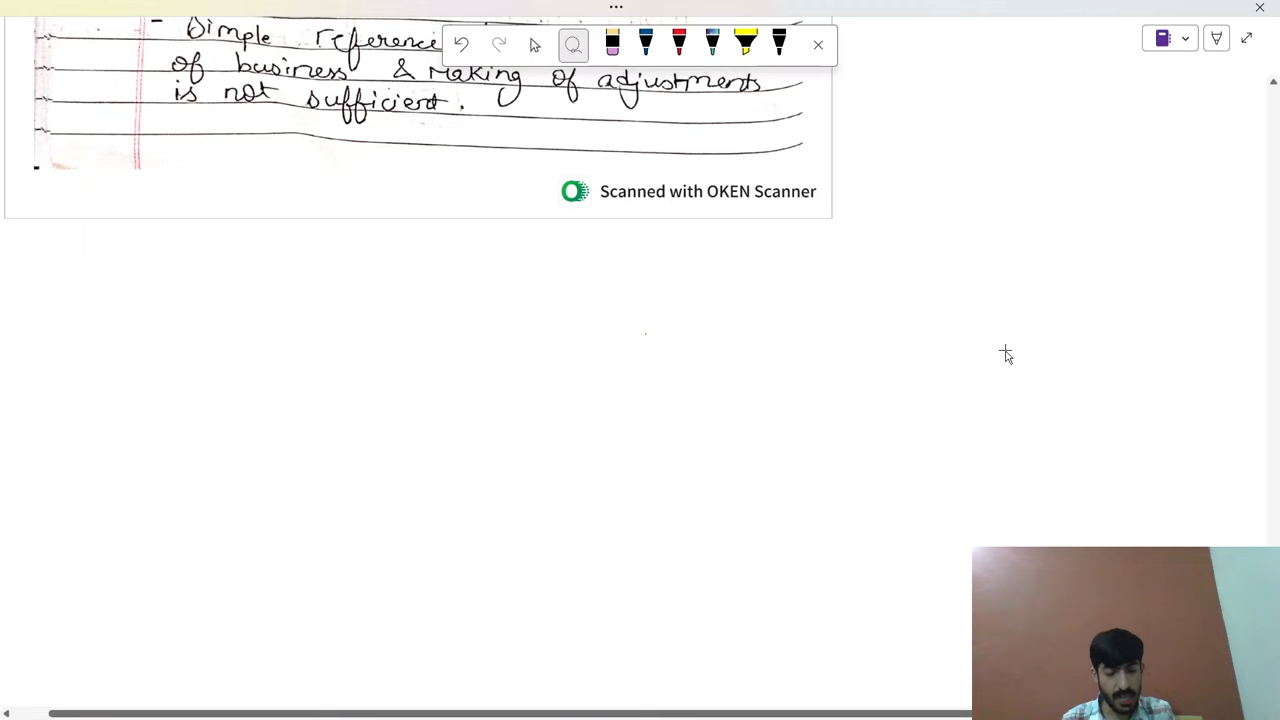 - Simple reference
of business & making of adjustments
is not sufficient.
Scanned with OKEN Scanner